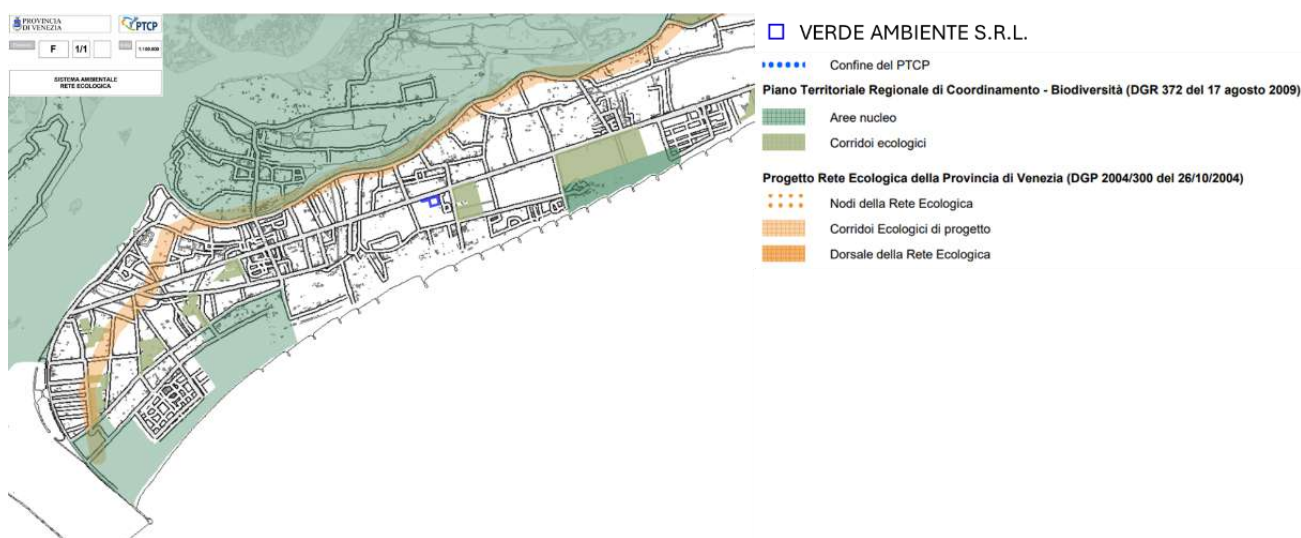 PROVINCIA
DI VENEZIA
PTCP
F 1/1
SISTEMA AMBIENTALE
RETE ECOLOGICA
VERDE AMBIENTE S.R.L.
Confine del PTCP
Piano Territoriale Regionale di Coordinamento - Biodiversità (DGR 372 del 17 agosto 2009)
Aree nucleo
Corridoi ecologici
Progetto Rete Ecologica della Provincia di Venezia (DGP 2004/300 del 26/10/2004)
Nodi della Rete Ecologica
Corridoi Ecologici di progetto
Dorsale della Rete Ecologica